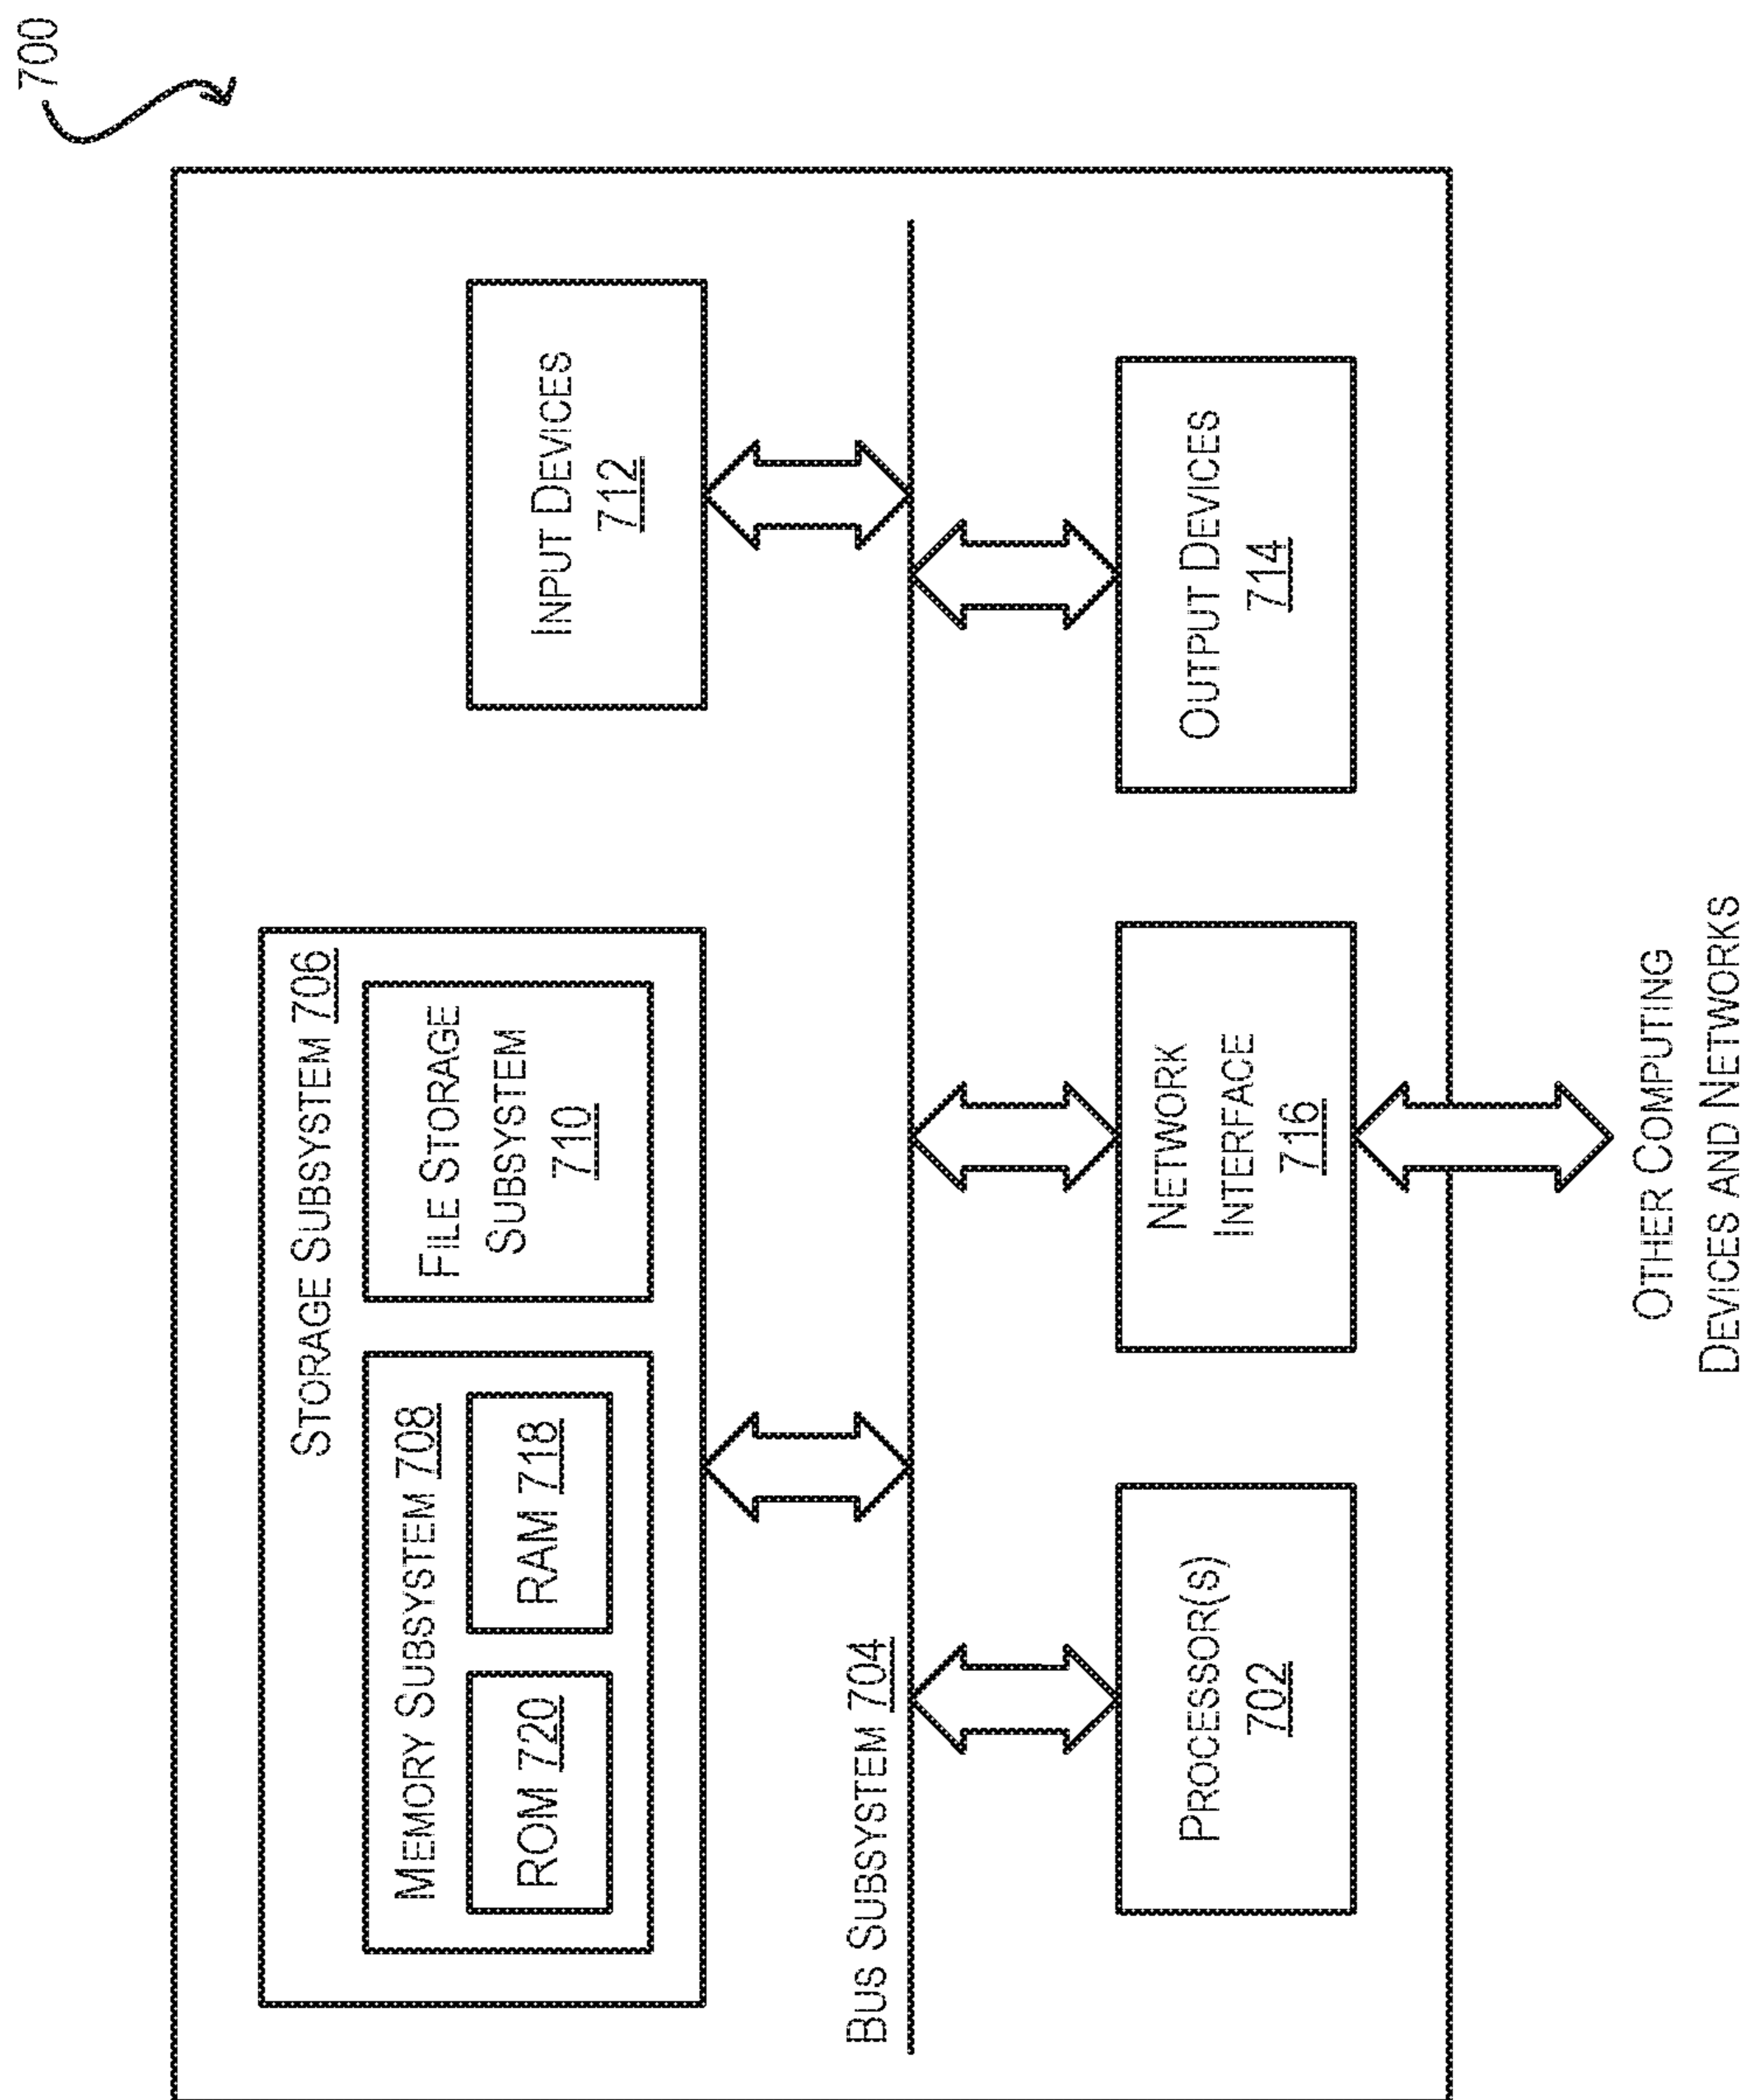 700
STORAGE SUBSYSTEM 706
MEMORY SUBSYSTEM 708
ROM 720
RAM 718
FILE STORAGE
SUBSYSTEM
710
INPUT DEVICES
712
BUS SUBSYSTEM 704
PROCESSOR(S)
702
NETWORK
INTERFACE
716
OUTPUT DEVICES
714
OTHER COMPUTING
DEVICES AND NETWORKS